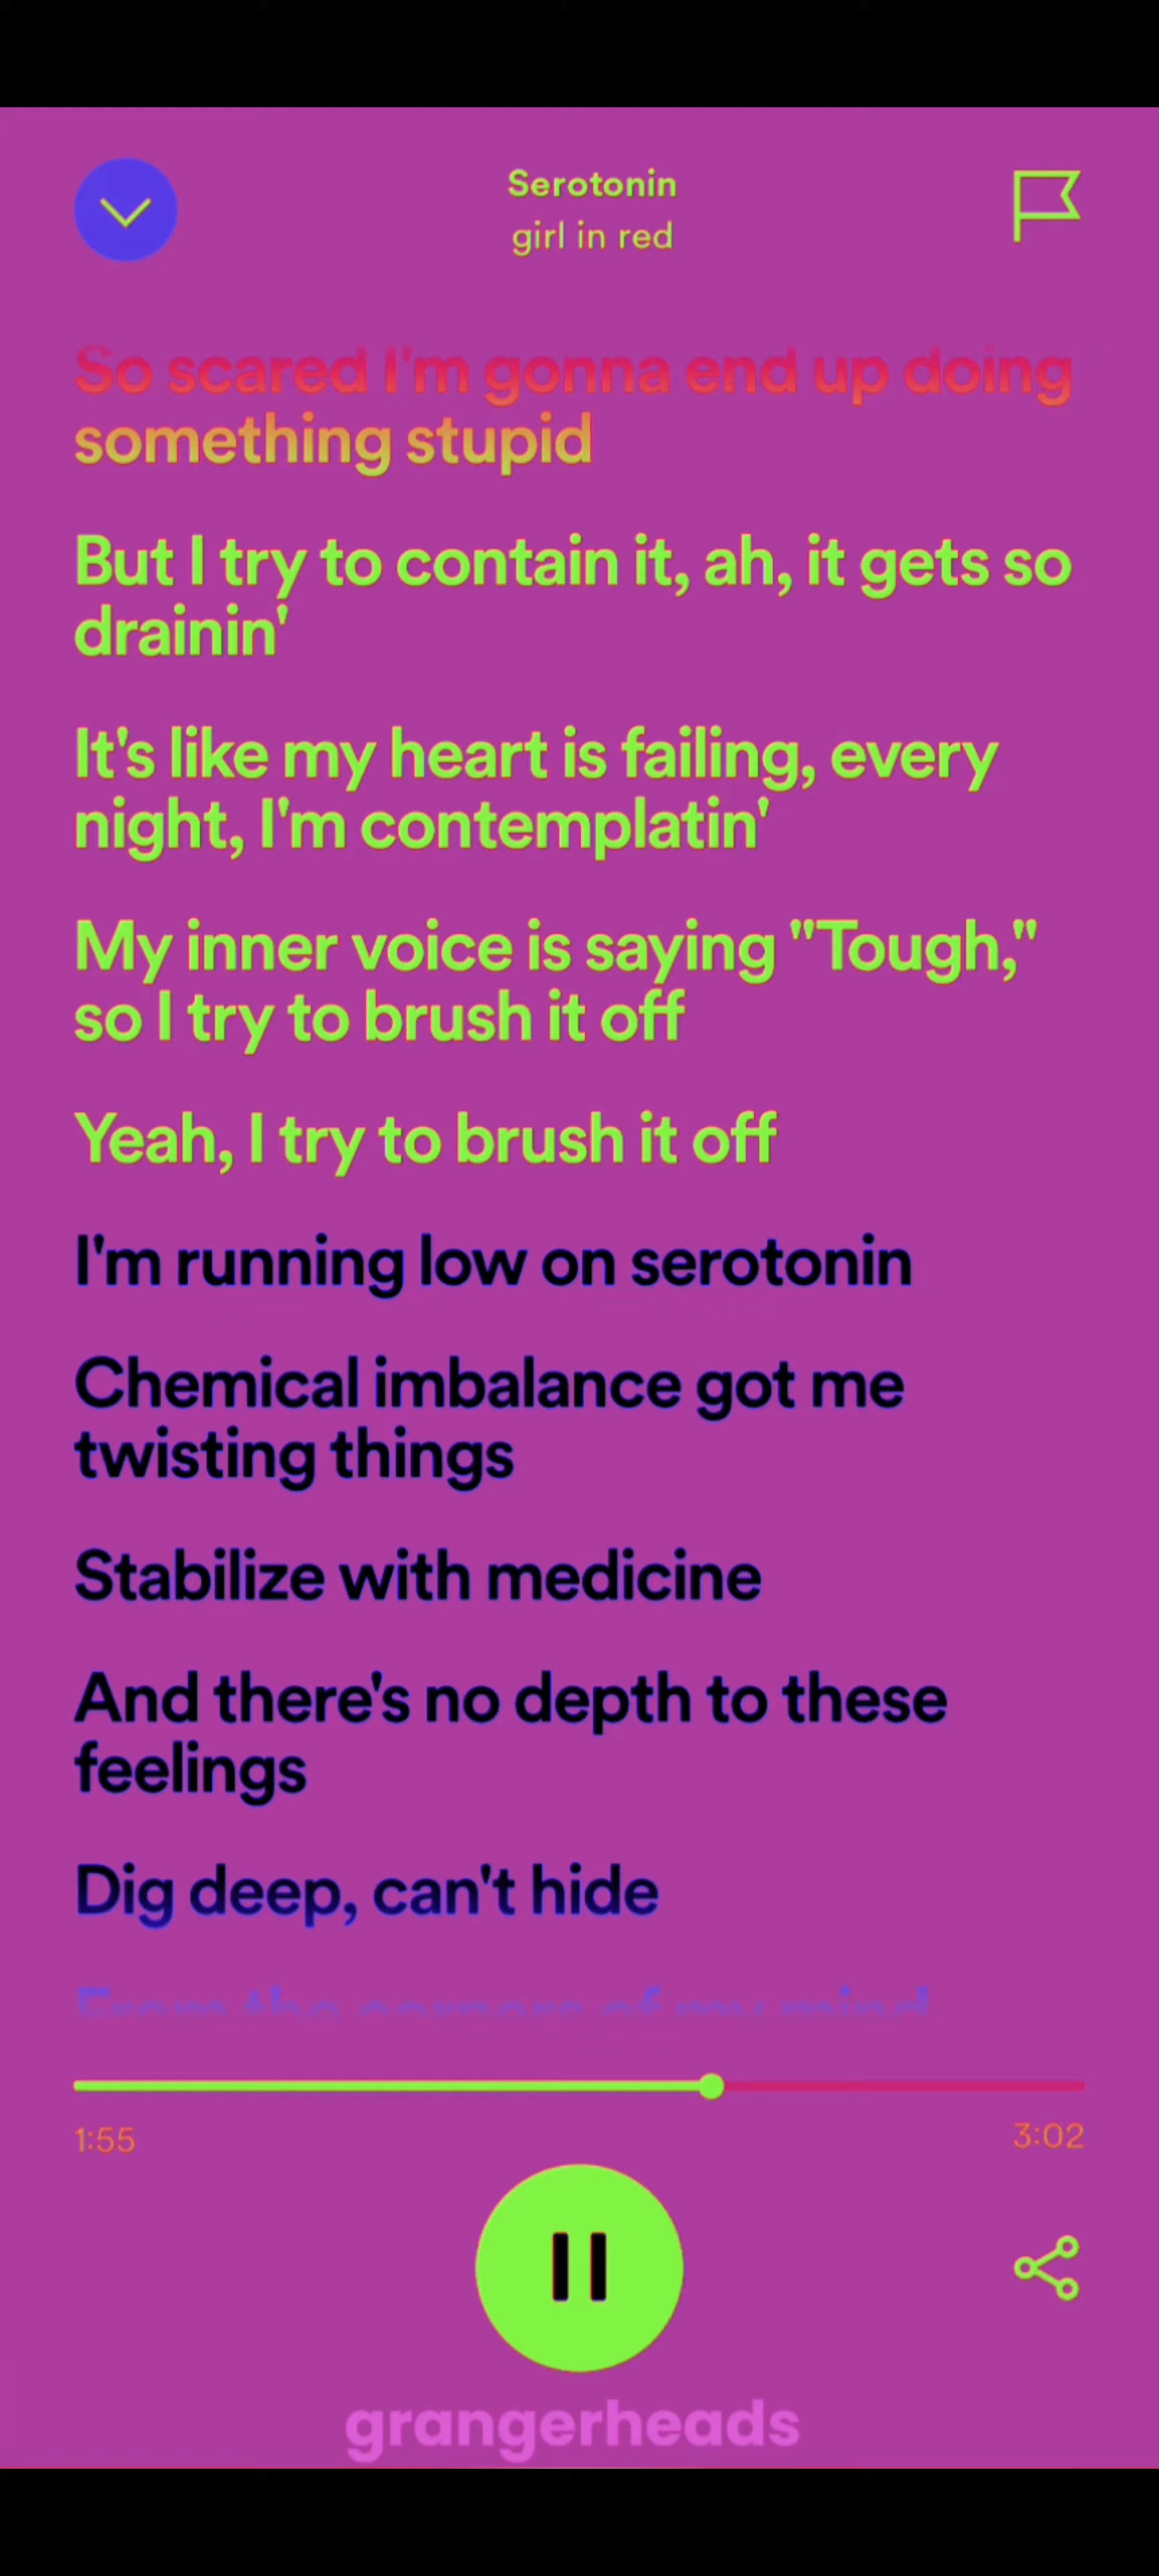 Serotonin
girl in red
So scared I'm gonna end up doing
something stupid
But I try to contain it, ah, it gets so
drainin'
It's like my heart is failing, every
night, I'm contemplatin'
My inner voice is saying "Tough,"
so I try to brush it off
Yeah, I try to brush it off
I'm running low on serotonin
Chemical imbalance got me
twisting things
Stabilize with medicine
And there's no depth to these
feelings
Dig deep, can't hide
1:55
3:02
grangerheads